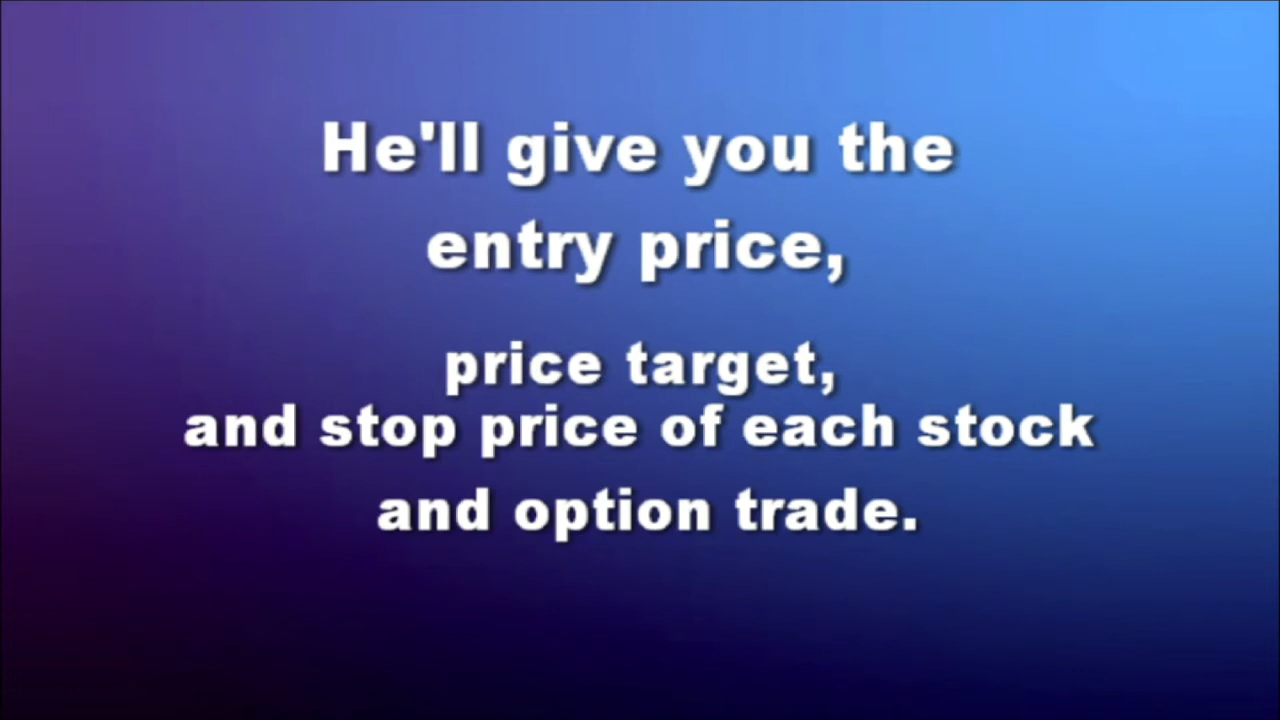 He'll give you the
entry price,
price target,
and stop price of each stock
and option trade.